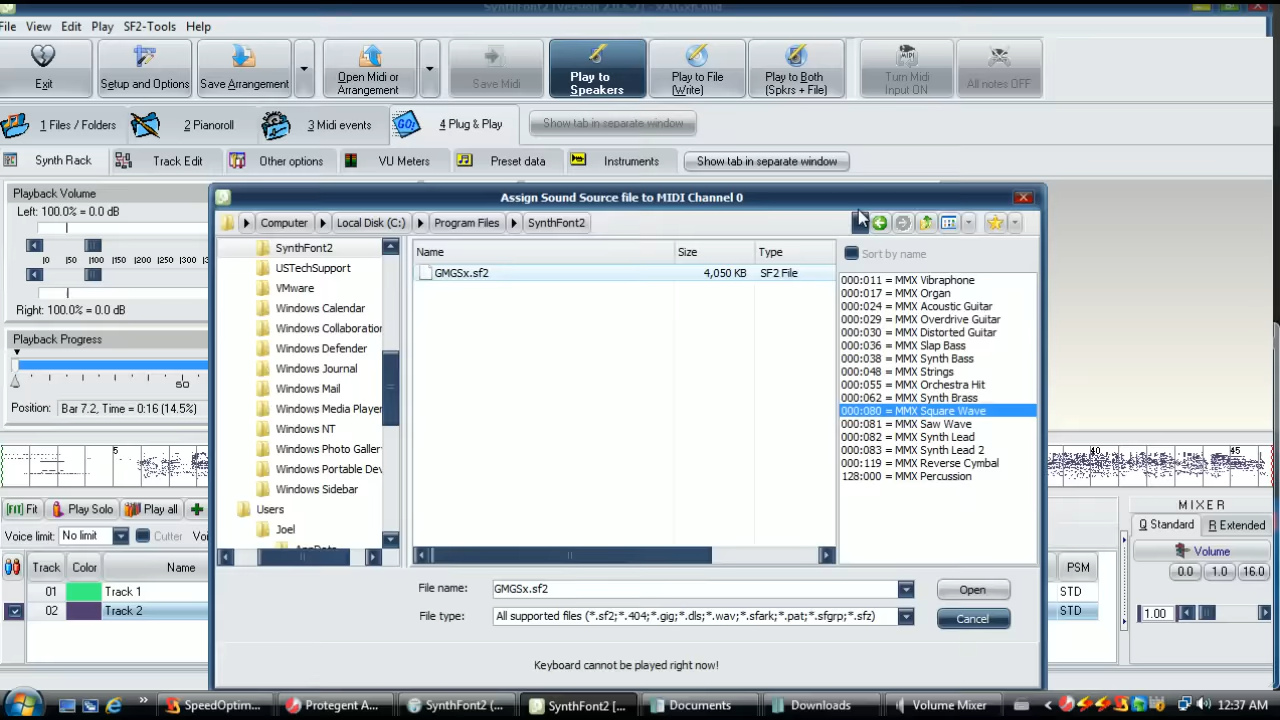 SynthFont2 [Version 2.0.6.2] - xAIGxh.mid
File View Edit Play SF2-Tools Help
Exit
Setup and Options
Save Arrangement
Open Midi or Arrangement
Save Midi
Play to Speakers
Play to File (Write)
Play to Both (Spkrs + File)
Turn Midi Input ON
All notes OFF
1 Files / Folders
2 Pianoroll
3 Midi events
4 Plug & Play
Show tab in separate window
Synth Rack
Track Edit
Other options
VU Meters
Preset data
Instruments
Show tab in separate window
Playback Volume
Left: 100.0% = 0.0 dB
0 50 100 150 200 260 300
Right: 100.0% = 0.0 dB
Playback Progress
50
Position: Bar 7.2, Time = 0:16 (14.5%)
Assign Sound Source file to MIDI Channel 0
Computer Local Disk (C:) Program Files SynthFont2
SynthFont2
USTechSupport
VMware
Windows Calendar
Windows Collaboration
Windows Defender
Windows Journal
Windows Mail
Windows Media Player
Windows NT
Windows Photo Galler
Windows Portable Dev
Windows Sidebar
Users
Joel
AppData
Name Size Type
GMGSx.sf2 4,050 KB SF2 File
Sort by name
000:011 = MMX Vibraphone
000:017 = MMX Organ
000:024 = MMX Acoustic Guitar
000:029 = MMX Overdrive Guitar
000:030 = MMX Distorted Guitar
000:036 = MMX Slap Bass
000:038 = MMX Synth Bass
000:048 = MMX Strings
000:055 = MMX Orchestra Hit
000:062 = MMX Synth Brass
000:080 = MMX Square Wave
000:081 = MMX Saw Wave
000:082 = MMX Synth Lead
000:083 = MMX Synth Lead 2
000:119 = MMX Reverse Cymbal
128:000 = MMX Percussion
File name: GMGSx.sf2 Open
File type: All supported files (*.sf2;*.404;*.gig;*.dls;*.wav;*.sfark;*.pat;*.sfgrp;*.sfz) Cancel
Keyboard cannot be played right now!
5 40 45
Fit Play Solo Play all
Voice limit: No limit Cutter
Track Color Name
01 Track 1
02 Track 2
PSM
STD
STD
MIXER
Q Standard R Extended
Volume
0.0 1.0 16.0
1.00
SpeedOptim... Protegent A... SynthFont2 (... SynthFont2 [... Documents Downloads Volume Mixer 12:37 AM